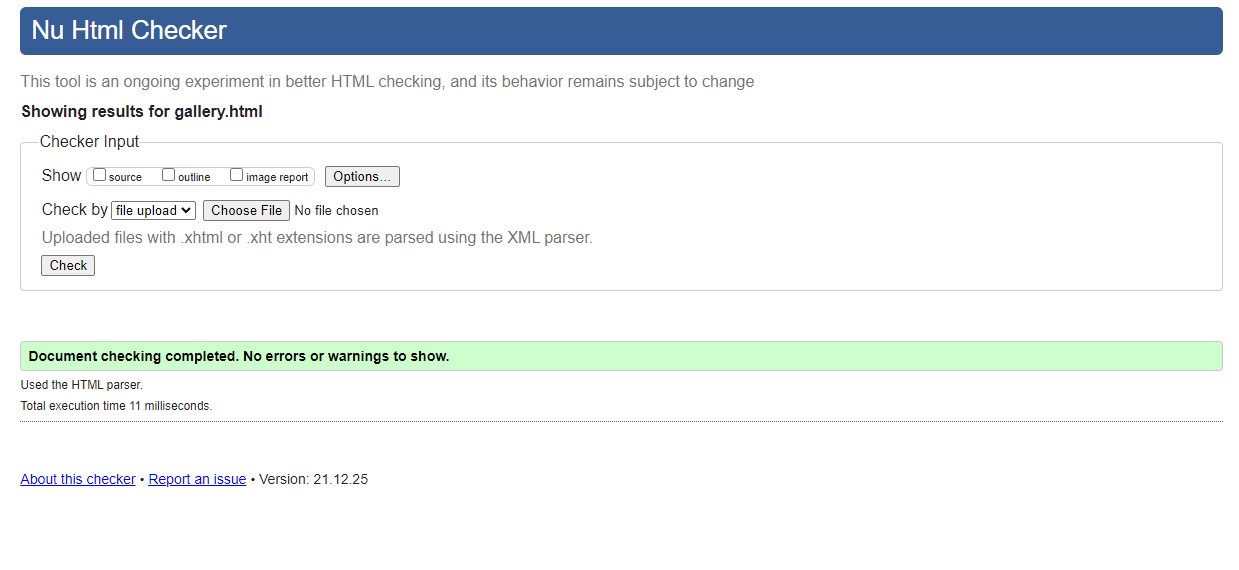 Nu Html Checker
This tool is an ongoing experiment in better HTML checking, and its behavior remains subject to change
Showing results for gallery.html
Checker Input
Show source outline image report Options...
Check by file upload Choose File No file chosen
Uploaded files with .xhtml or .xht extensions are parsed using the XML parser.
Check
Document checking completed. No errors or warnings to show.
Used the HTML parser.
Total execution time 11 milliseconds.
About this checker • Report an issue • Version: 21.12.25